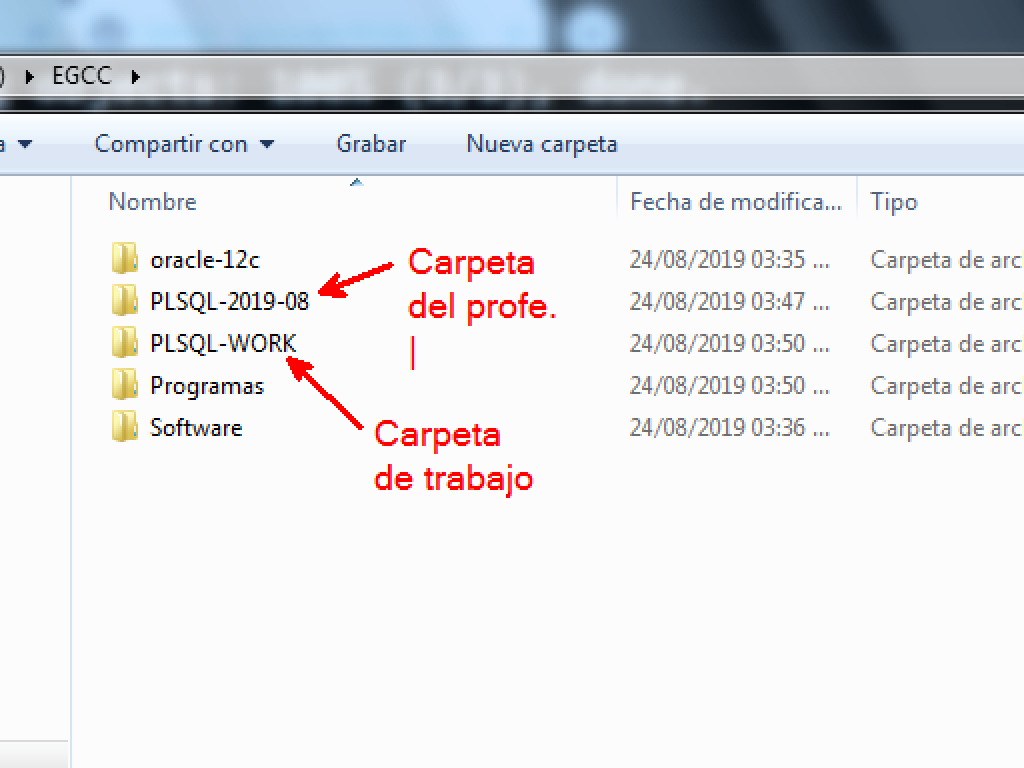 ) ▸ EGCC ▸
a Compartir con Grabar Nueva carpeta
Nombre Fecha de modifica... Tipo
oracle-12c 24/08/2019 03:35 ... Carpeta de arc
PLSQL-2019-08 24/08/2019 03:47 ... Carpeta de arc
PLSQL-WORK 24/08/2019 03:50 ... Carpeta de arc
Programas 24/08/2019 03:50 ... Carpeta de arc
Software 24/08/2019 03:36 ... Carpeta de arc
Carpeta
del profe.
|
Carpeta
de trabajo